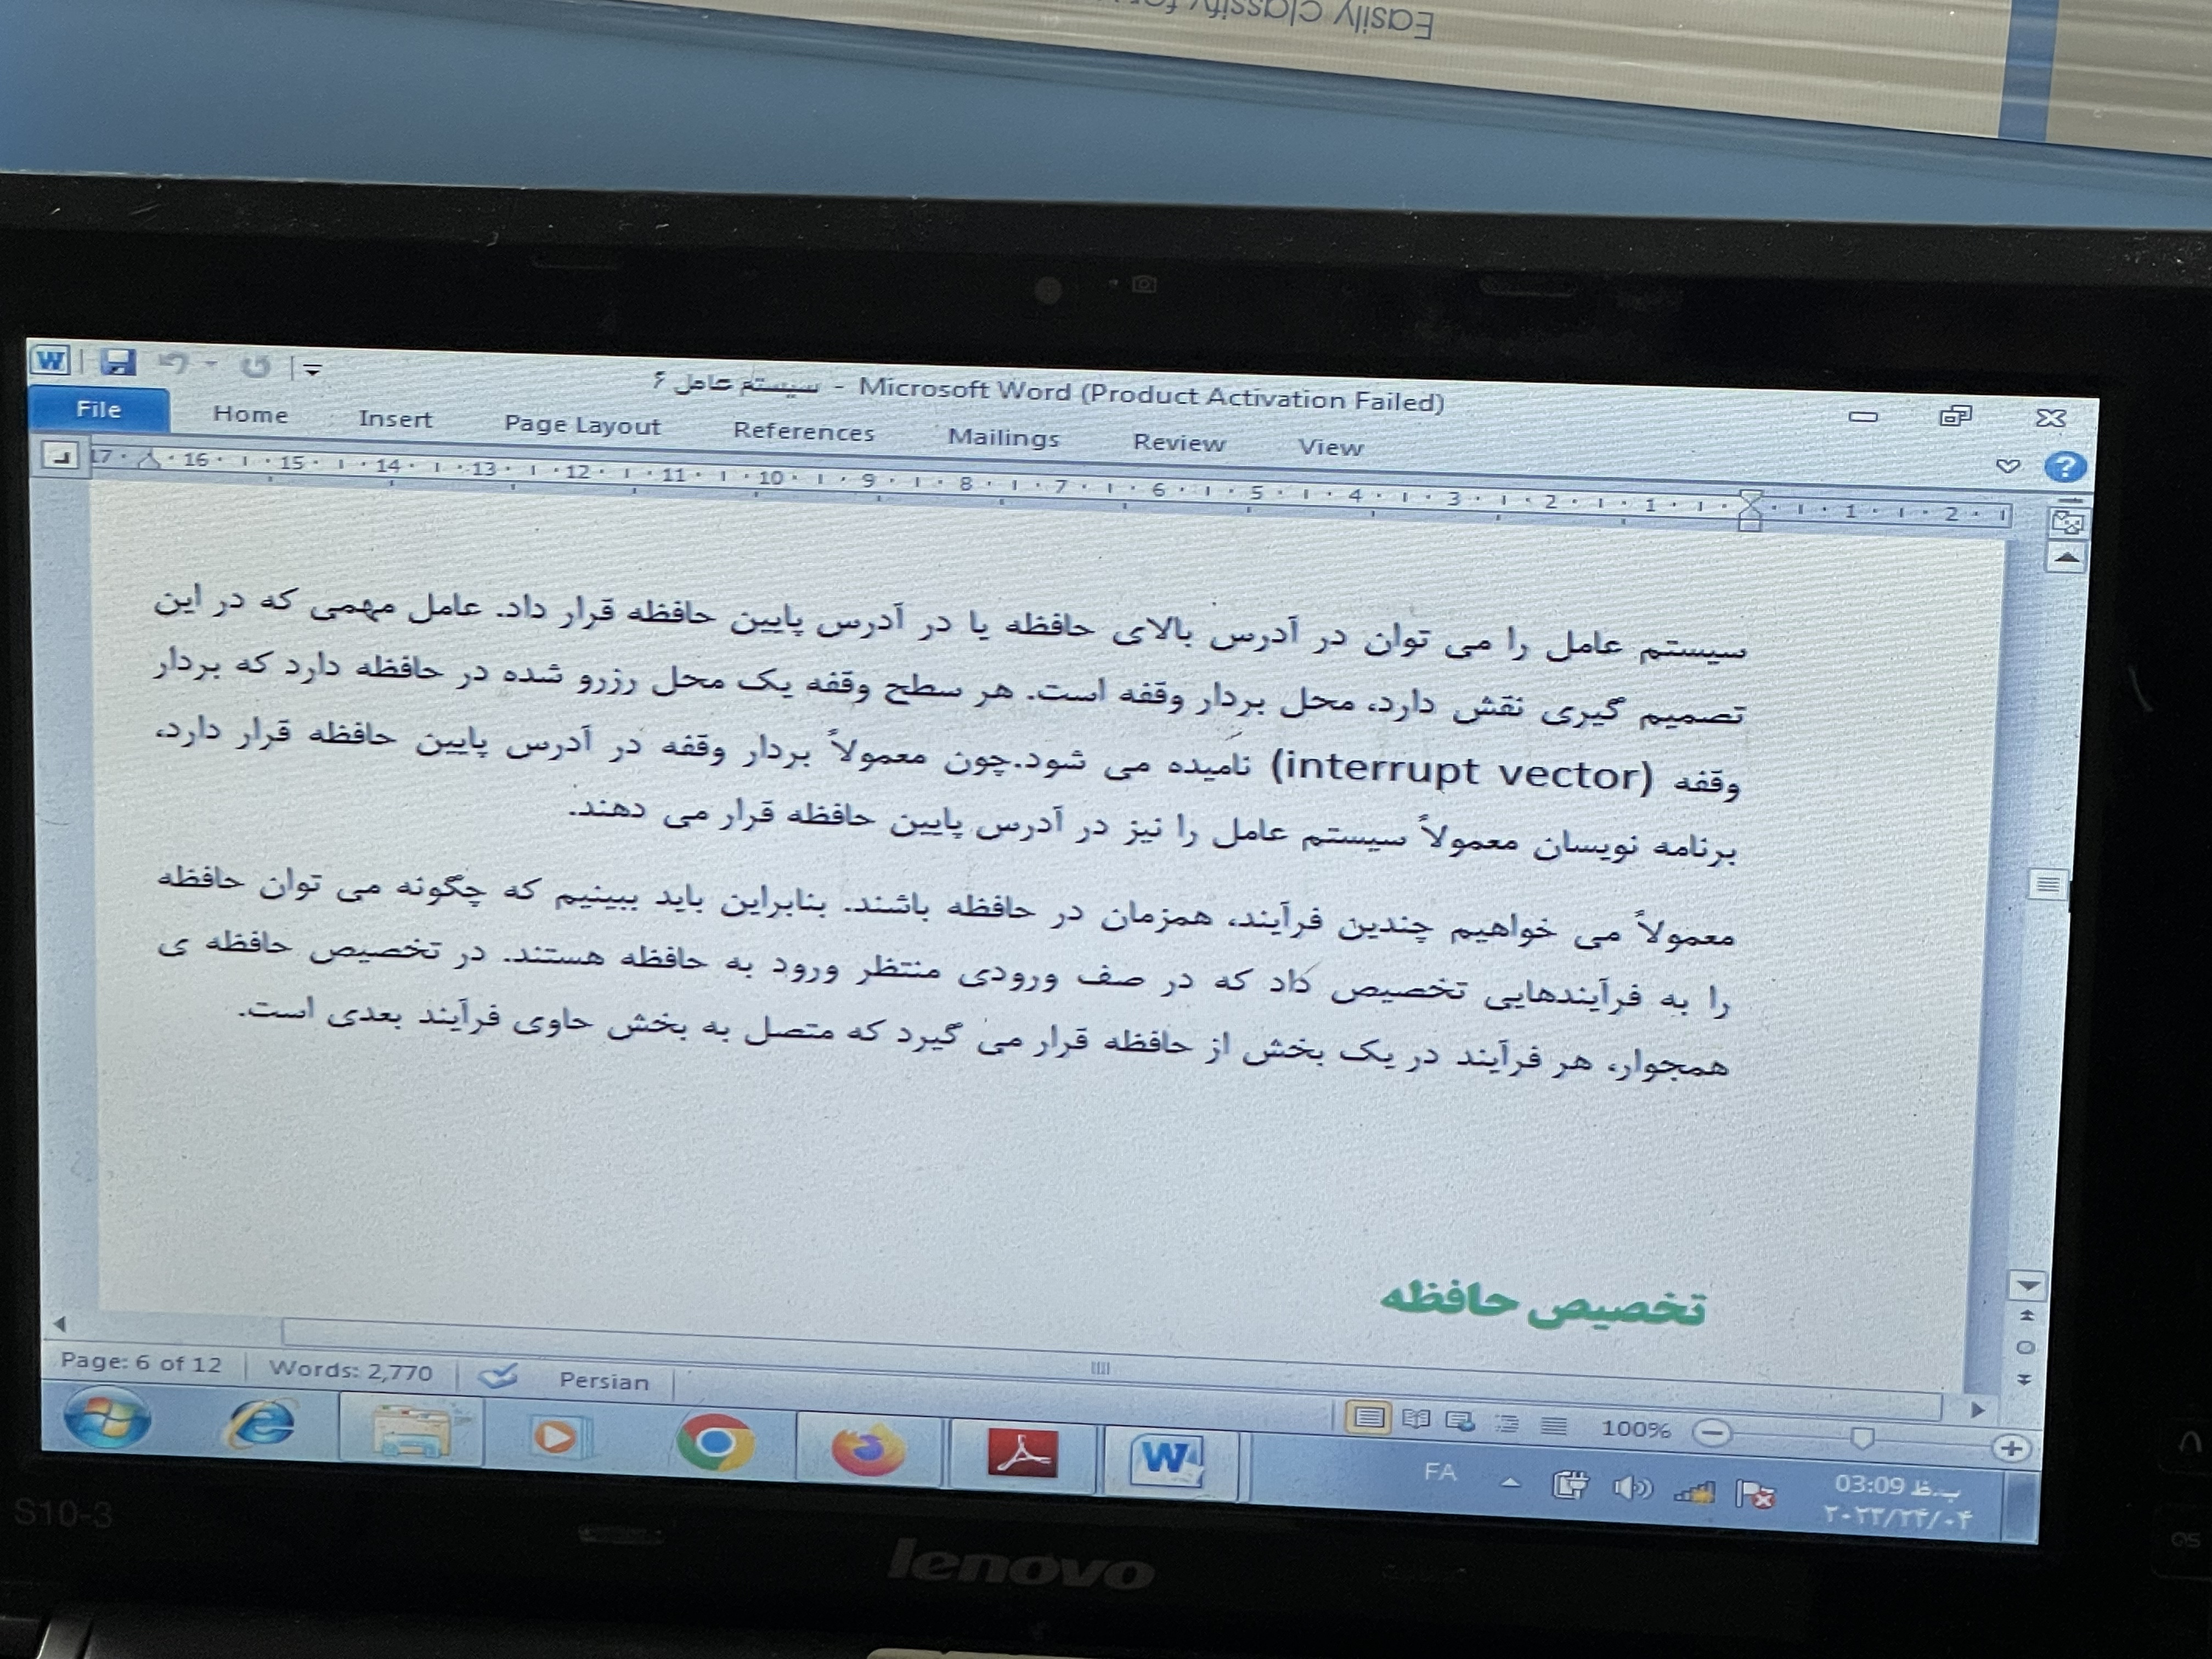 Easily classify
سیستم عامل ۶ - Microsoft Word (Product Activation Failed)
File Home Insert Page Layout References Mailings Review View
17 16 15 14 13 12 11 10 9 8 7 6 5 4 3 2 1 1 2
سیستم عامل را می توان در آدرس بالای حافظه یا در آدرس پایین حافظه قرار داد. عامل مهمی که در این
تصمیم گیری نقش دارد، محل بردار وقفه است. هر سطح وقفه یک محل رزرو شده در حافظه دارد که بردار
وقفه (interrupt vector) نامیده می شود.چون معمولاً بردار وقفه در آدرس پایین حافظه قرار دارد،
برنامه نویسان معمولاً سیستم عامل را نیز در آدرس پایین حافظه قرار می دهند.
معمولاً می خواهیم چندین فرآیند، همزمان در حافظه باشند. بنابراین باید ببینیم که چگونه می توان حافظه
را به فرآیندهایی تخصیص داد که در صف ورودی منتظر ورود به حافظه هستند. در تخصیص حافظه ی
همجوار، هر فرآیند در یک بخش از حافظه قرار می گیرد که متصل به بخش حاوی فرآیند بعدی است.
تخصیص حافظه
Page: 6 of 12 Words: 2,770 Persian 100%
FA 03:09 ب.ظ
۲۰۲۳/۲۴/۰۴
S10-3
lenovo